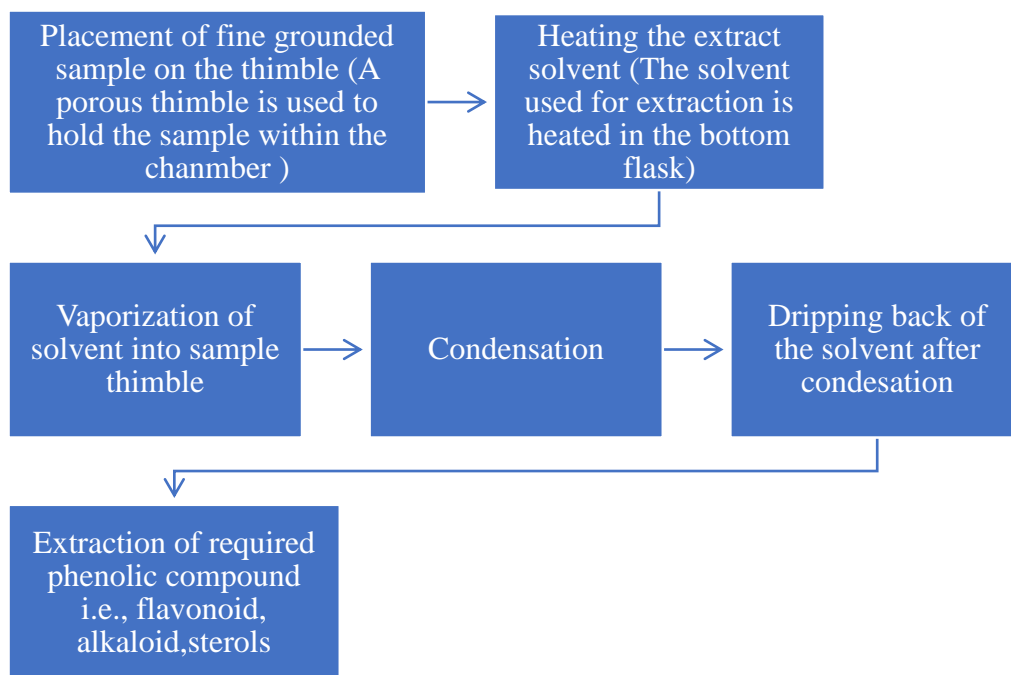 Placement of fine grounded
sample on the thimble (A
porous thimble is used to
hold the sample within the
chanmber )
Heating the extract
solvent (The solvent
used for extraction is
heated in the bottom
flask)
Vaporization of
solvent into sample
thimble
Condensation
Dripping back of
the solvent after
condesation
Extraction of required
phenolic compound
i.e., flavonoid,
alkaloid,sterols